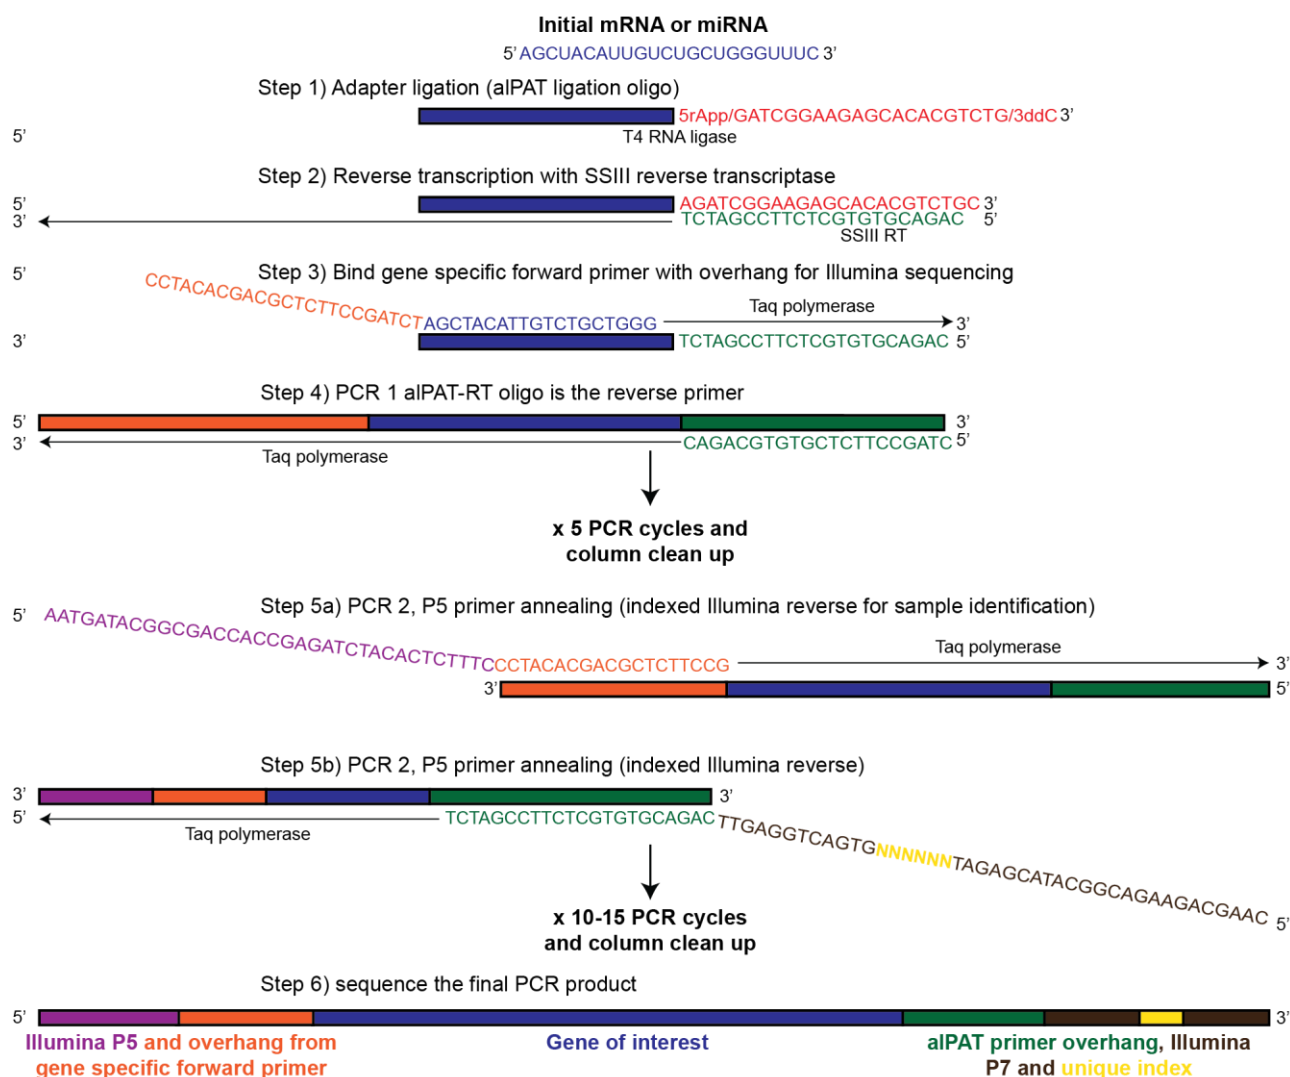 Initial mRNA or miRNA
5’ AGCUACAUUGUCUGCUGGGUUUC 3’
Step 1) Adapter ligation (alPAT ligation oligo)
5rApp/GATCGGAAGAGCACACGTCTG/3ddC 3’
5’
T4 RNA ligase
Step 2) Reverse transcription with SSIII reverse transcriptase
5’ AGATCGGAAGAGCACACGTCTGC 3’
3’ TCTAGCCTTCTCGTGTGCAGAC 5’
SSIII RT
Step 3) Bind gene specific forward primer with overhang for Illumina sequencing
5’ CCTACACGACGCTCTTCCGATCT AGCTACATTGTCTGCTGGG Taq polymerase 3’
3’ TCTAGCCTTCTCGTGTGCAGAC 5’
Step 4) PCR 1 alPAT-RT oligo is the reverse primer
5’ 3’
3’ CAGACGTGTGCTCTTCCGATC 5’
Taq polymerase
x 5 PCR cycles and
column clean up
Step 5a) PCR 2, P5 primer annealing (indexed Illumina reverse for sample identification)
5’ AATGATACGGCGACCACCGAGATCTACACTCTTTCCCTACACGACGCTCTTCCG Taq polymerase 3’
3’ 5’
Step 5b) PCR 2, P5 primer annealing (indexed Illumina reverse)
3’ 3’
5’ TCTAGCCTTCTCGTGTGCAGAC TTGAGGTCAGTGNNNNNNTAGAGCATACGGCAGAAGACGAAC 5’
Taq polymerase
x 10-15 PCR cycles
and column clean up
Step 6) sequence the final PCR product
5’ 3’
Illumina P5 and overhang from
gene specific forward primer
Gene of interest
alPAT primer overhang, Illumina
P7 and unique index